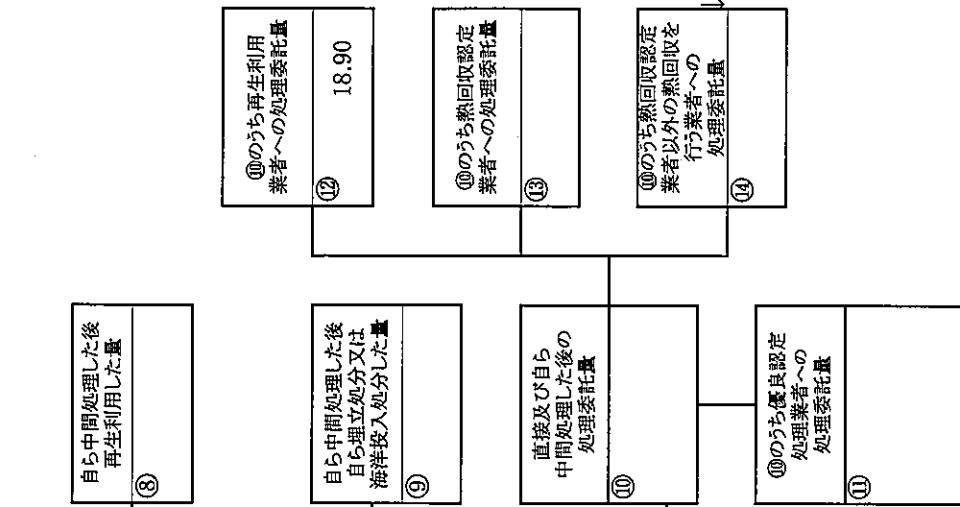 自ら中間処理した後
再生利用した量
⑧
自ら中間処理した後
自ら埋立処分又は
海洋投入処分した量
⑨
直接及び自ら
中間処理した後の
処理委託量
⑩
⑩のうち優良認定
処理業者への
処理委託量
⑪
⑩のうち再生利用
業者への処理委託量
⑫
18.90
⑩のうち熱回収認定
業者への処理委託量
⑬
⑩のうち熱回収認定
業者以外の熱回収を
行う業者への
処理委託量
⑭